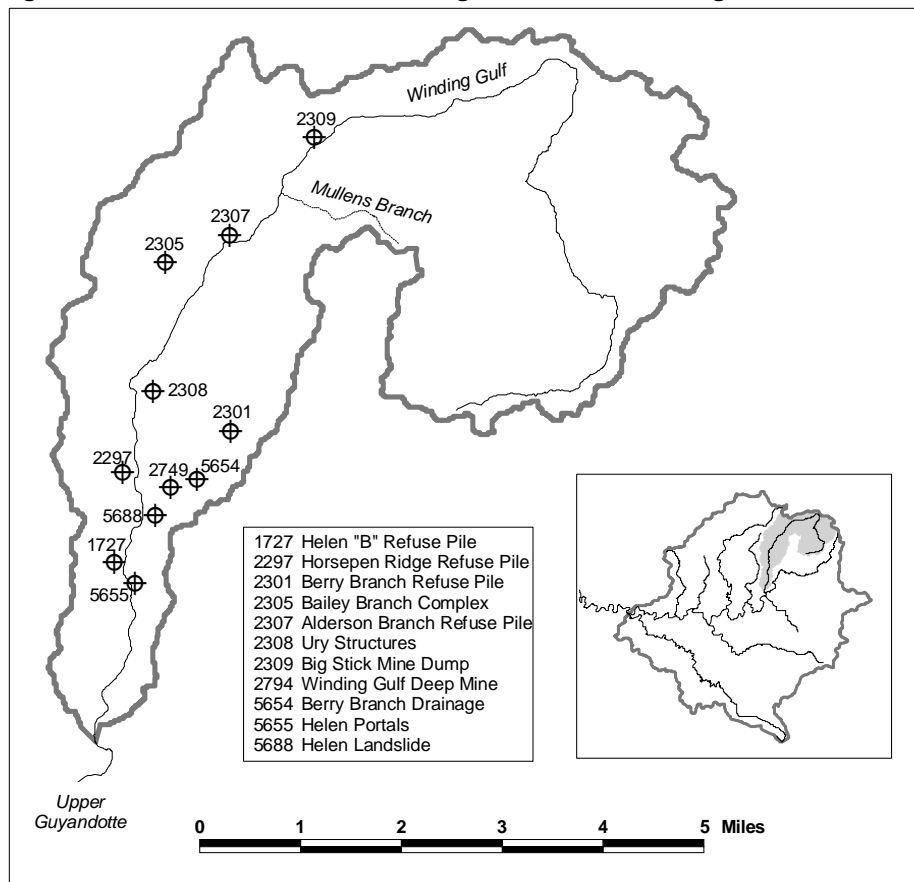 Winding Gulf
2309
Mullens Branch
2307
2305
2308
2301
2297
2749
5654
5688
1727
5655
1727 Helen "B" Refuse Pile
2297 Horsepen Ridge Refuse Pile
2301 Berry Branch Refuse Pile
2305 Bailey Branch Complex
2307 Alderson Branch Refuse Pile
2308 Ury Structures
2309 Big Stick Mine Dump
2794 Winding Gulf Deep Mine
5654 Berry Branch Drainage
5655 Helen Portals
5688 Helen Landslide
Upper
Guyandotte
0 1 2 3 4 5 Miles